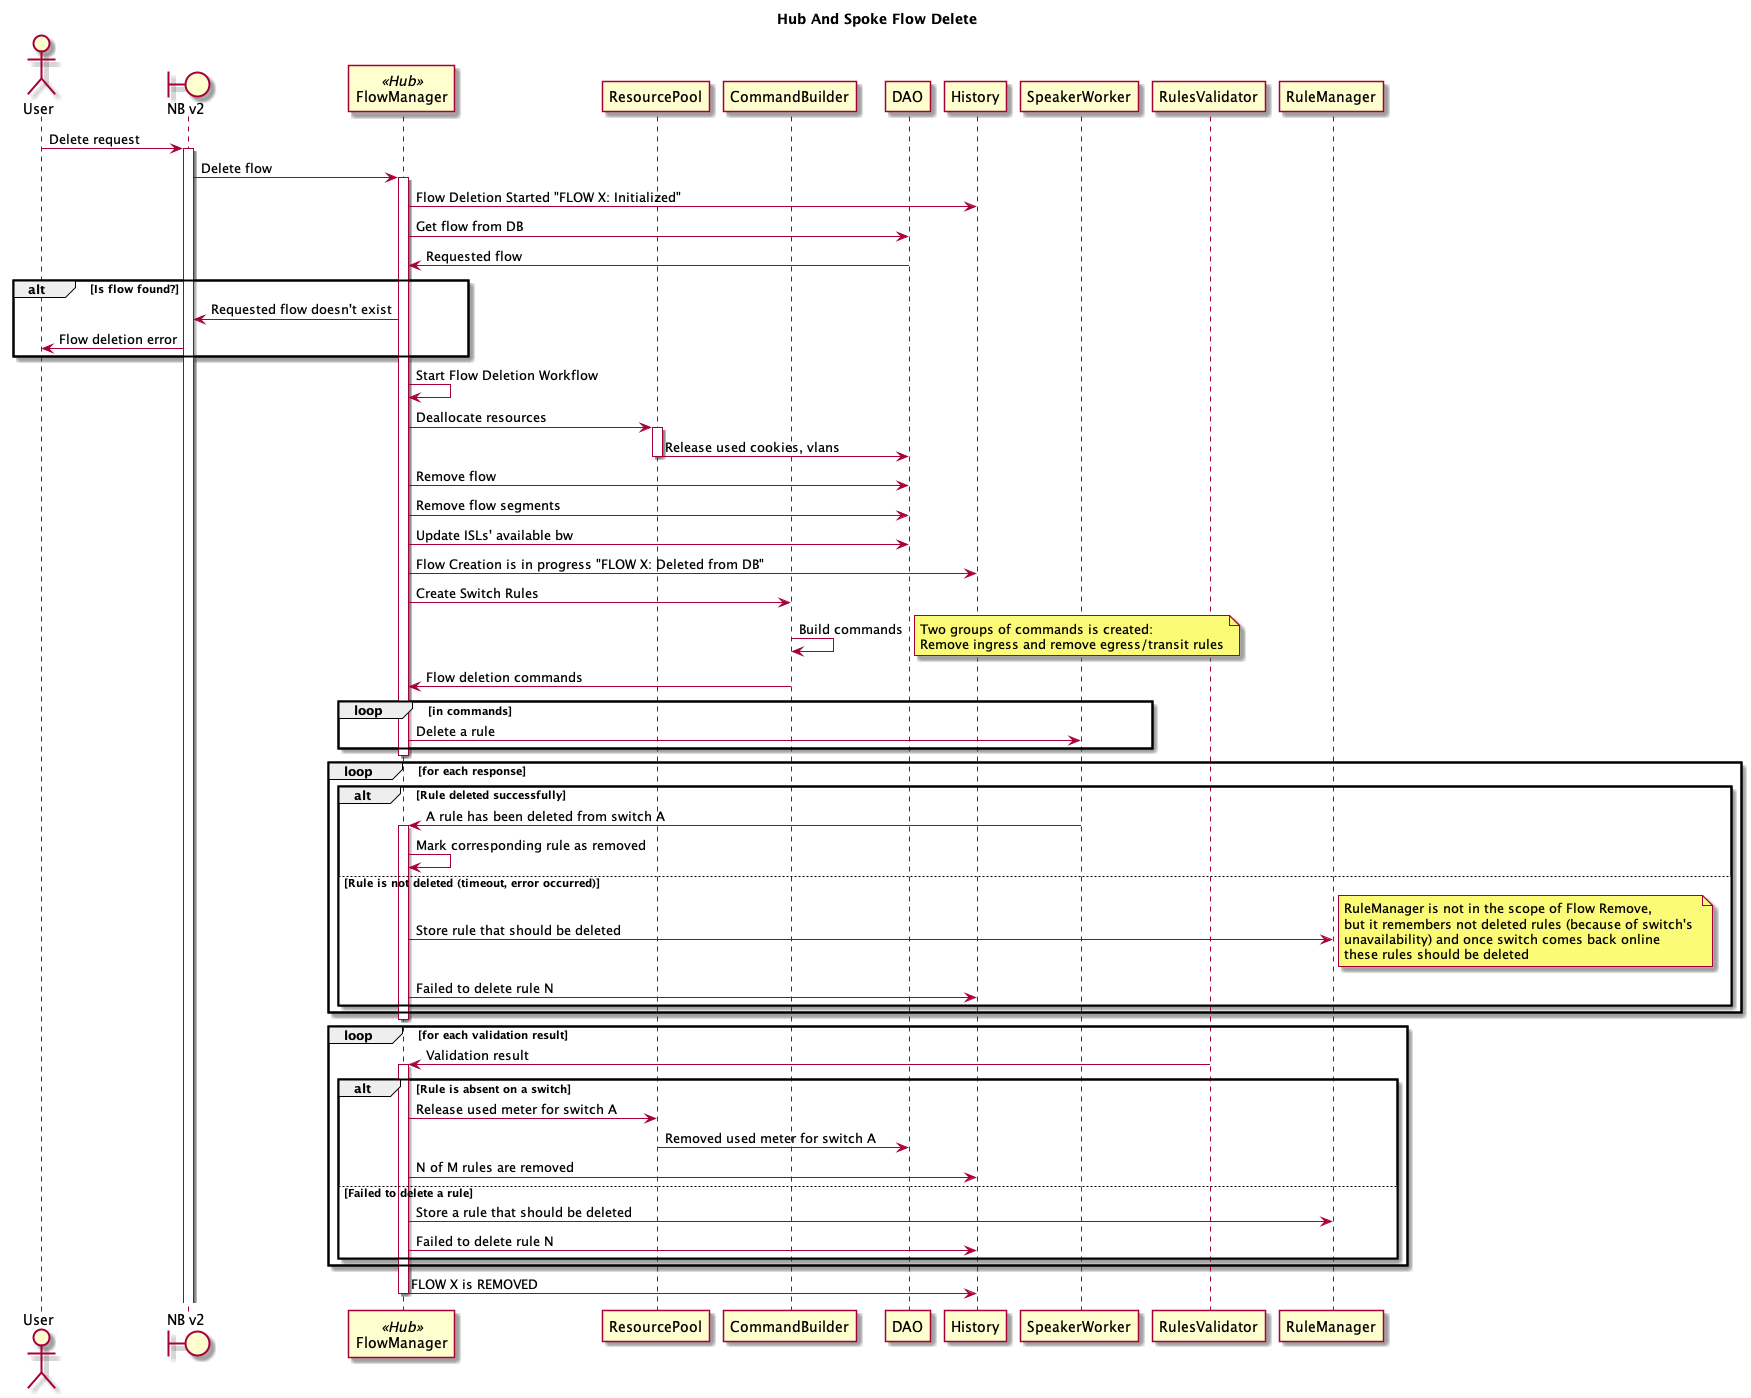 Hub And Spoke Flow Delete
User
NB v2
«Hub»
FlowManager
ResourcePool
CommandBuilder
DAO
History
SpeakerWorker
RulesValidator
RuleManager
Delete request
Delete flow
Flow Deletion Started "FLOW X: Initialized"
Get flow from DB
Requested flow
alt [Is flow found?]
Requested flow doesn't exist
Flow deletion error
Start Flow Deletion Workflow
Deallocate resources
Release used cookies, vlans
Remove flow
Remove flow segments
Update ISLs' available bw
Flow Creation is in progress "FLOW X: Deleted from DB"
Create Switch Rules
Build commands
Two groups of commands is created:
Remove ingress and remove egress/transit rules
Flow deletion commands
loop [in commands]
Delete a rule
loop [for each response]
alt [Rule deleted successfully]
A rule has been deleted from switch A
Mark corresponding rule as removed
[Rule is not deleted (timeout, error occurred)]
RuleManager is not in the scope of Flow Remove,
but it remembers not deleted rules (because of switch's
unavailability) and once switch comes back online
these rules should be deleted
Store rule that should be deleted
Failed to delete rule N
loop [for each validation result]
Validation result
alt [Rule is absent on a switch]
Release used meter for switch A
Removed used meter for switch A
N of M rules are removed
[Failed to delete a rule]
Store a rule that should be deleted
Failed to delete rule N
FLOW X is REMOVED
User
NB v2
«Hub»
FlowManager
ResourcePool
CommandBuilder
DAO
History
SpeakerWorker
RulesValidator
RuleManager